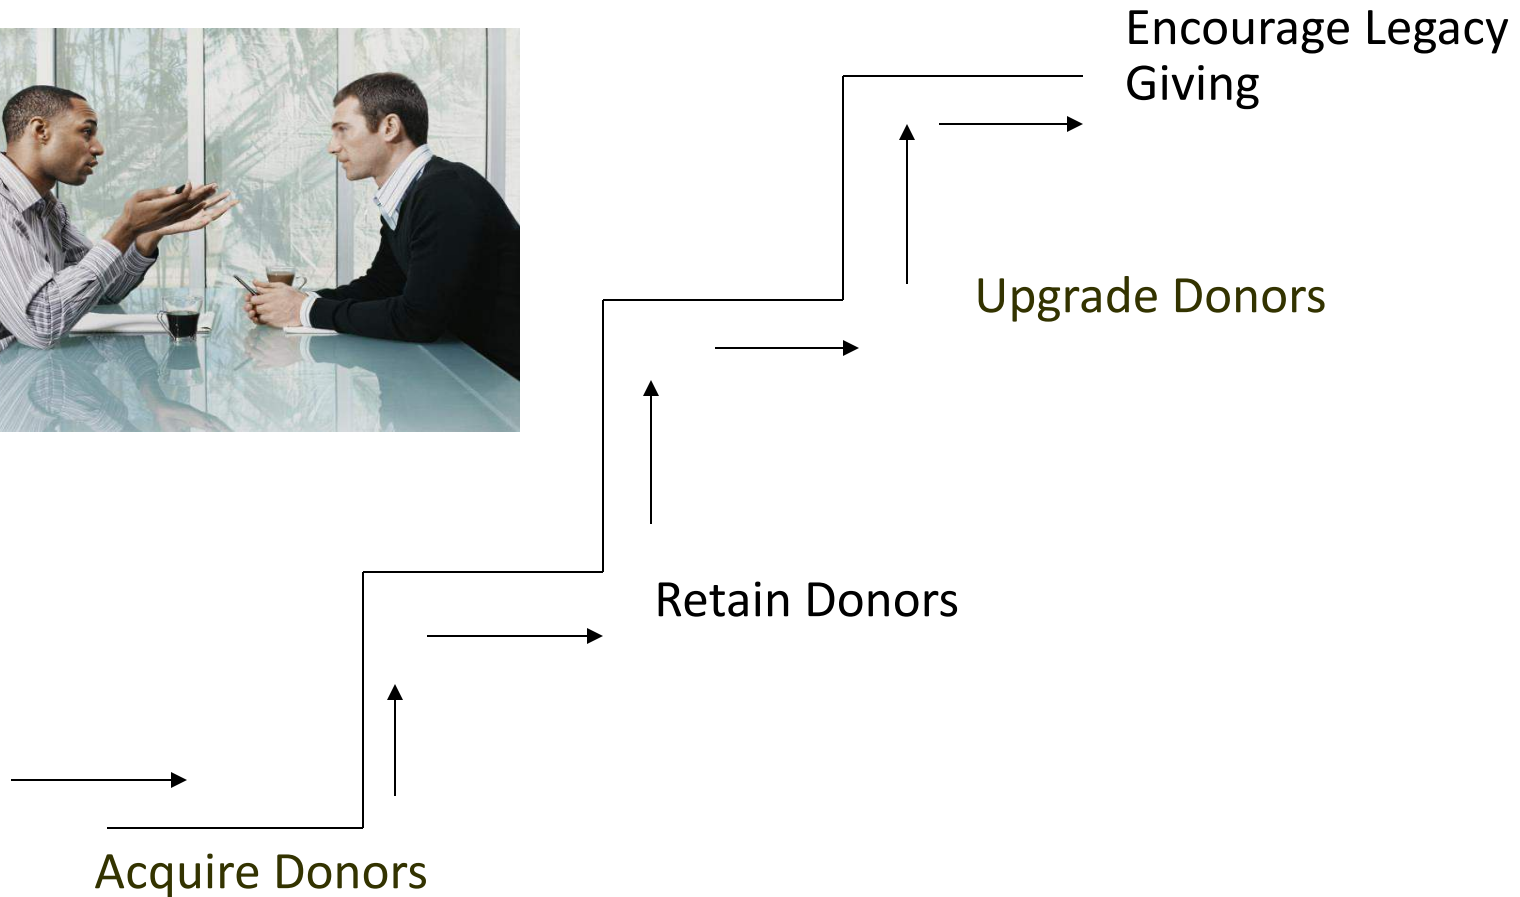 Encourage Legacy
Giving
Upgrade Donors
Retain Donors
Acquire Donors